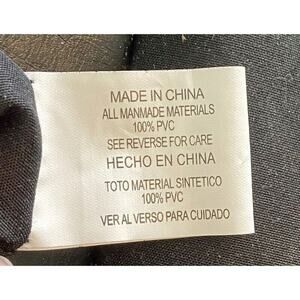 MADE IN CHINA
ALL MANMADE MATERIALS
100% PVC
SEE REVERSE FOR CARE
HECHO EN CHINA
TOTO MATERIAL SINTETICO
100% PVC
VER AL VERSO PARA CUIDADO